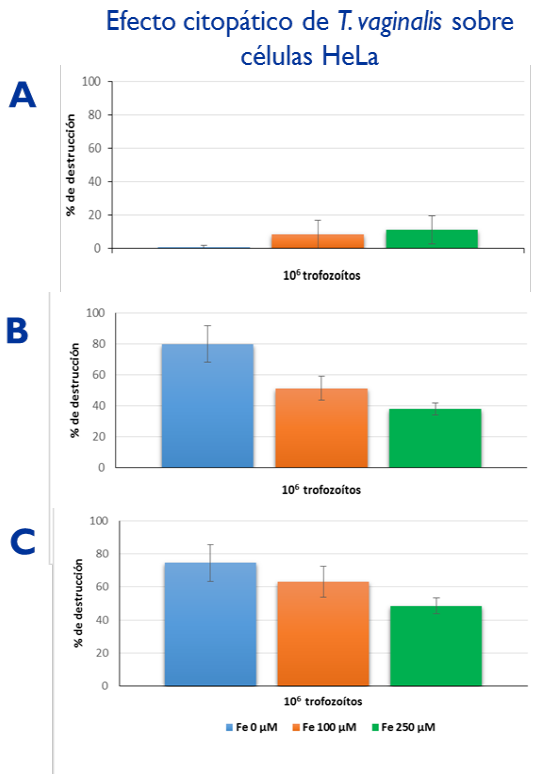 Efecto citopático de T. vaginalis sobre
células HeLa
A
% de destrucción
100
80
60
40
20
0
10⁶ trofozoítos
B
% de destrucción
100
80
60
40
20
0
10⁶ trofozoítos
C
% de destrucción
100
80
60
40
20
0
10⁶ trofozoítos
Fe 0 µM Fe 100 µM Fe 250 µM